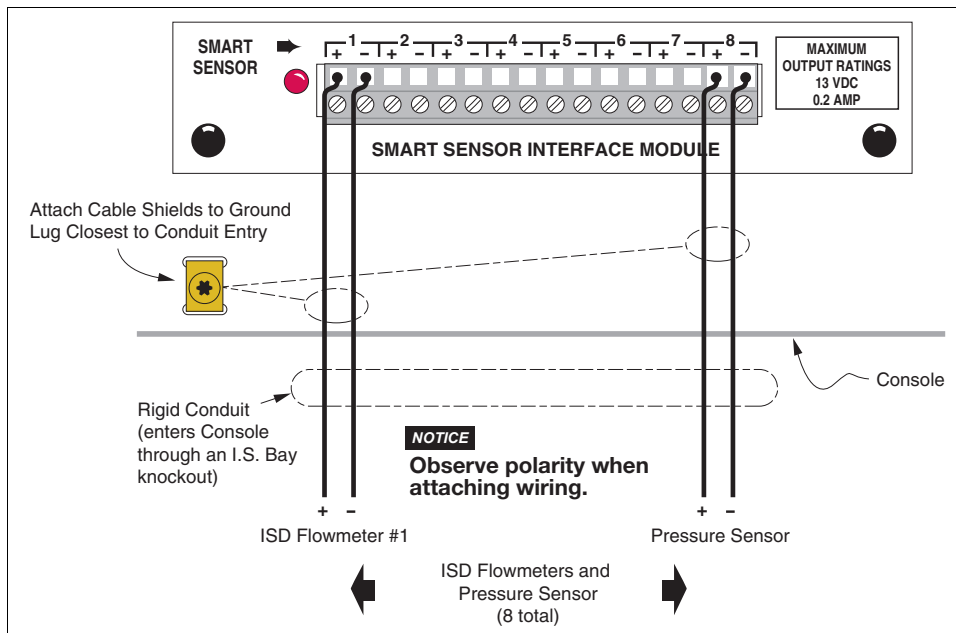 SMART
SENSOR
1 2 3 4 5 6 7 8
+ − + − + − + − + − + − + − + −
MAXIMUM
OUTPUT RATINGS
13 VDC
0.2 AMP
SMART SENSOR INTERFACE MODULE
Attach Cable Shields to Ground
Lug Closest to Conduit Entry
Console
Rigid Conduit
(enters Console
through an I.S. Bay
knockout)
NOTICE
Observe polarity when
attaching wiring.
+ −
ISD Flowmeter #1
+ −
Pressure Sensor
ISD Flowmeters and
Pressure Sensor
(8 total)